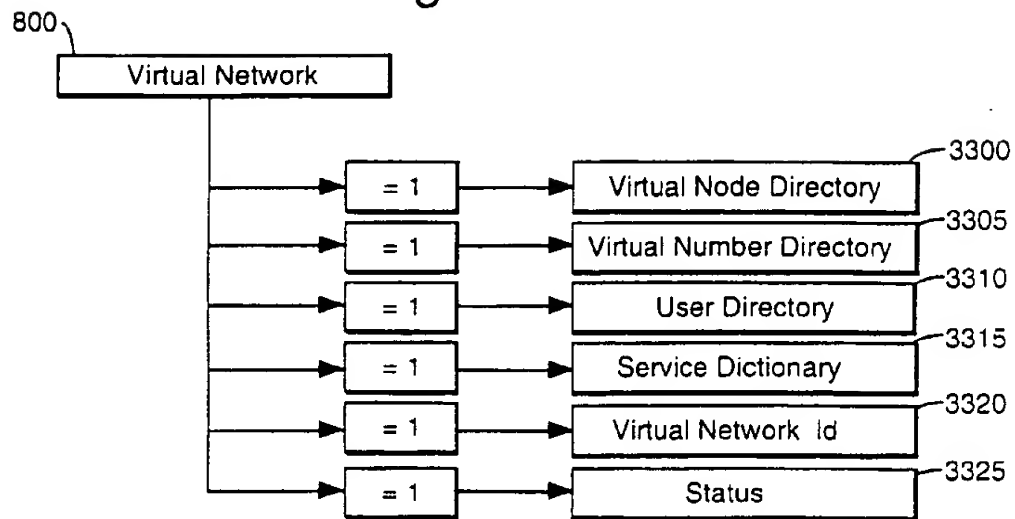 800
Virtual Network
= 1 Virtual Node Directory 3300
= 1 Virtual Number Directory 3305
= 1 User Directory 3310
= 1 Service Dictionary 3315
= 1 Virtual Network Id 3320
= 1 Status 3325